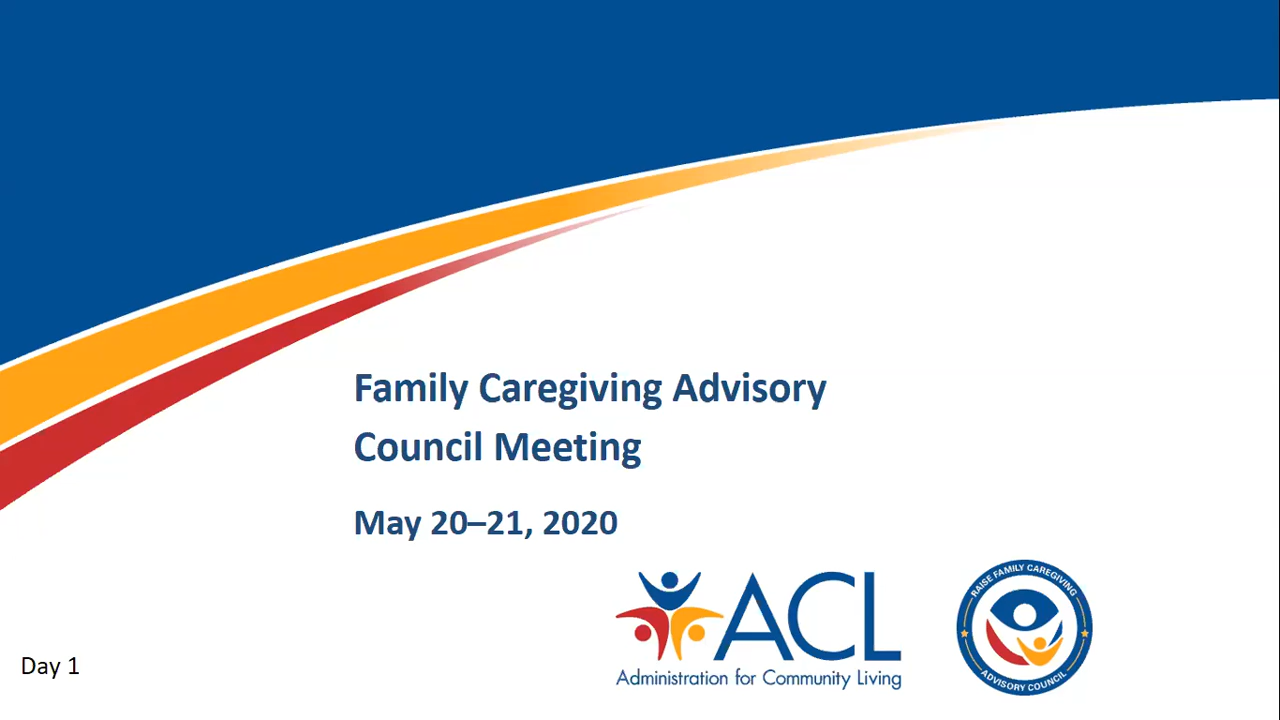 Family Caregiving Advisory
Council Meeting
May 20–21, 2020
ACL
Administration for Community Living
RAISE FAMILY CAREGIVING
ADVISORY COUNCIL
Day 1